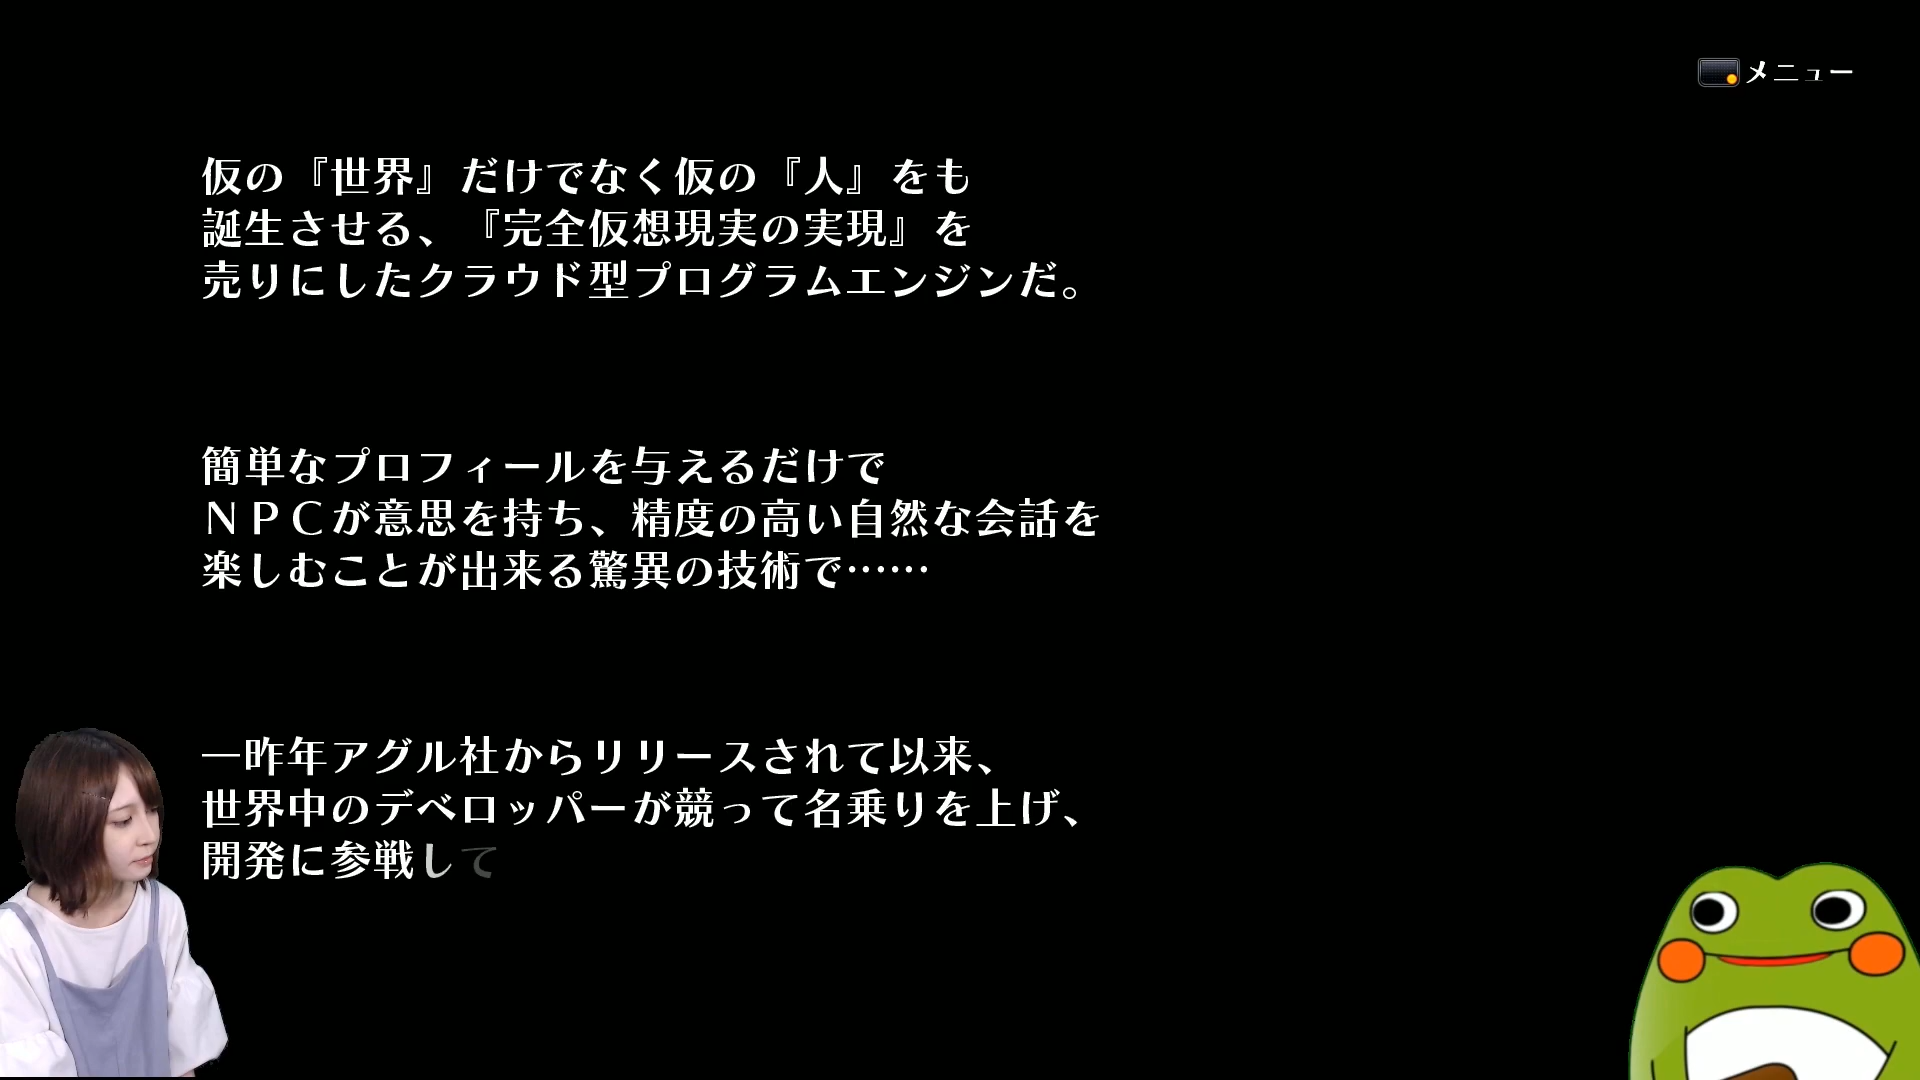 メニュー
仮の『世界』だけでなく仮の『人』をも
誕生させる、『完全仮想現実の実現』を
売りにしたクラウド型プログラムエンジンだ。
簡単なプロフィールを与えるだけで
ＮＰＣが意思を持ち、精度の高い自然な会話を
楽しむことが出来る驚異の技術で……
一昨年アグル社からリリースされて以来、
世界中のデベロッパーが競って名乗りを上げ、
開発に参戦して